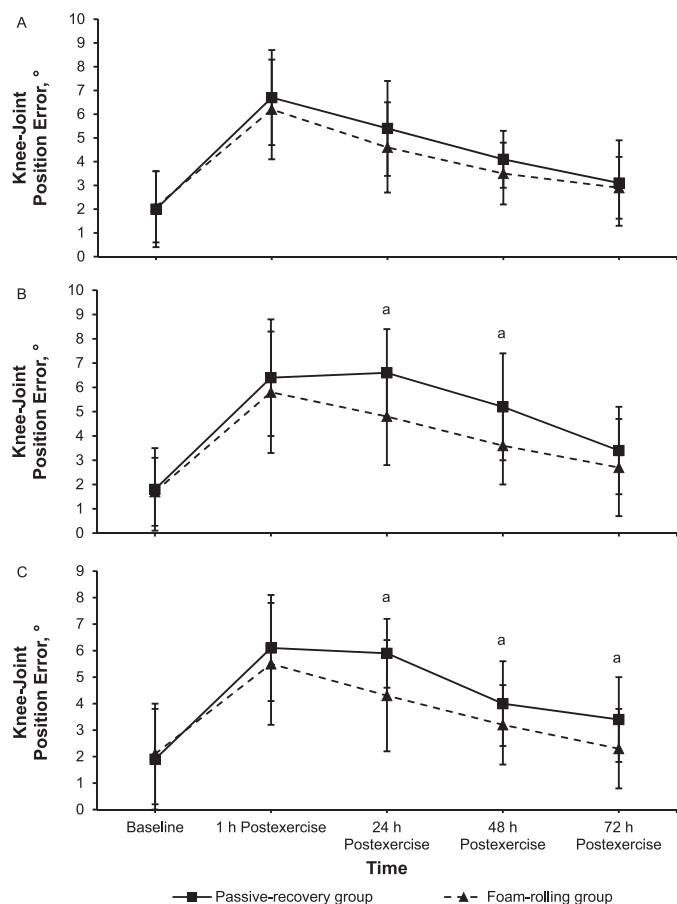 A
10
9
8
7
6
5
4
3
2
1
0
Knee-Joint
Position Error, °
B
10
9
8
7
6
5
4
3
2
1
0
Knee-Joint
Position Error, °
a
a
C
9
8
7
6
5
4
3
2
1
0
Knee-Joint
Position Error, °
a
a
a
Baseline
1 h Postexercise
24 h
Postexercise
48 h
Postexercise
72 h
Postexercise
Time
Passive-recovery group
Foam-rolling group